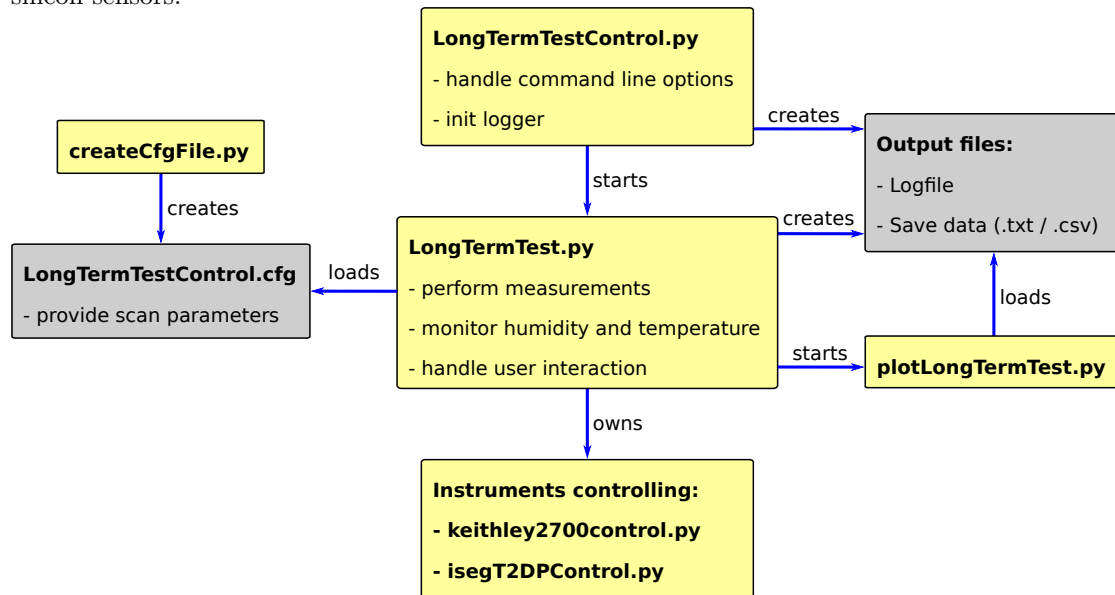 silicon sensors.
LongTermTestControl.py
- handle command line options
- init logger
creates
createCfgFile.py
Output files:
- Logfile
- Save data (.txt / .csv)
starts
creates
creates
LongTermTest.py
- perform measurements
- monitor humidity and temperature
- handle user interaction
LongTermTestControl.cfg
- provide scan parameters
loads
loads
starts
plotLongTermTest.py
owns
Instruments controlling:
- keithley2700control.py
- isegT2DPControl.py